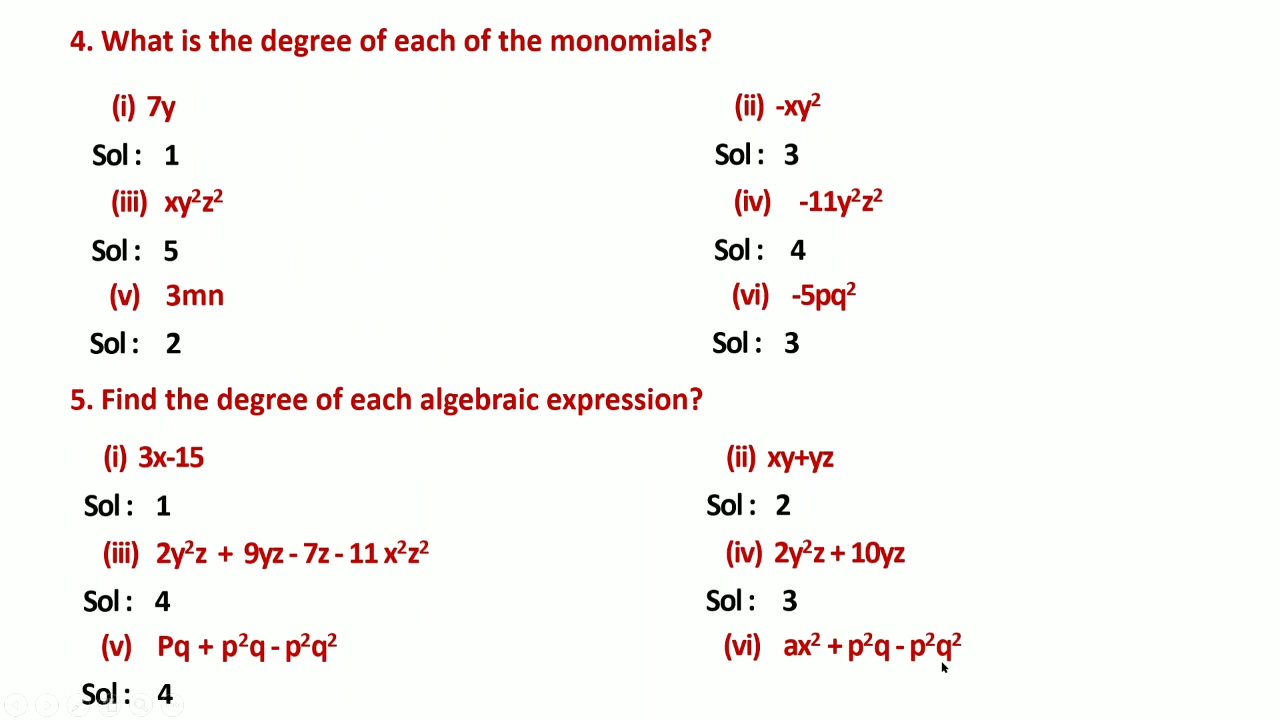 4. What is the degree of each of the monomials?
(i) 7y (ii) -xy²
Sol : 1 Sol : 3
(iii) xy²z² (iv) -11y²z²
Sol : 5 Sol : 4
(v) 3mn (vi) -5pq²
Sol : 2 Sol : 3
5. Find the degree of each algebraic expression?
(i) 3x-15 (ii) xy+yz
Sol : 1 Sol : 2
(iii) 2y²z + 9yz - 7z - 11 x²z² (iv) 2y²z + 10yz
Sol : 4 Sol : 3
(v) Pq + p²q - p²q² (vi) ax² + p²q - p²q²
Sol : 4